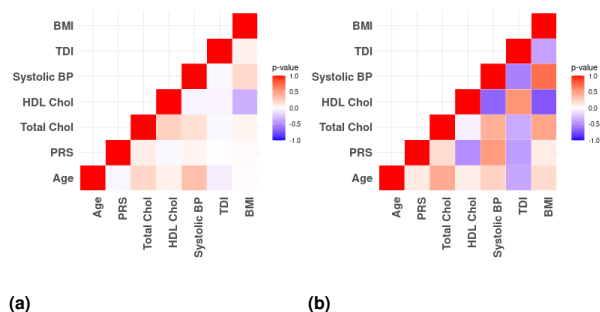 BMI
TDI
Systolic BP
HDL Chol
Total Chol
PRS
Age
Age
PRS
Total Chol
HDL Chol
Systolic BP
TDI
BMI
p-value
1.0
0.5
0.0
-0.5
-1.0
(a)
BMI
TDI
Systolic BP
HDL Chol
Total Chol
PRS
Age
Age
PRS
Total Chol
HDL Chol
Systolic BP
TDI
BMI
p-value
1.0
0.5
0.0
-0.5
-1.0
(b)